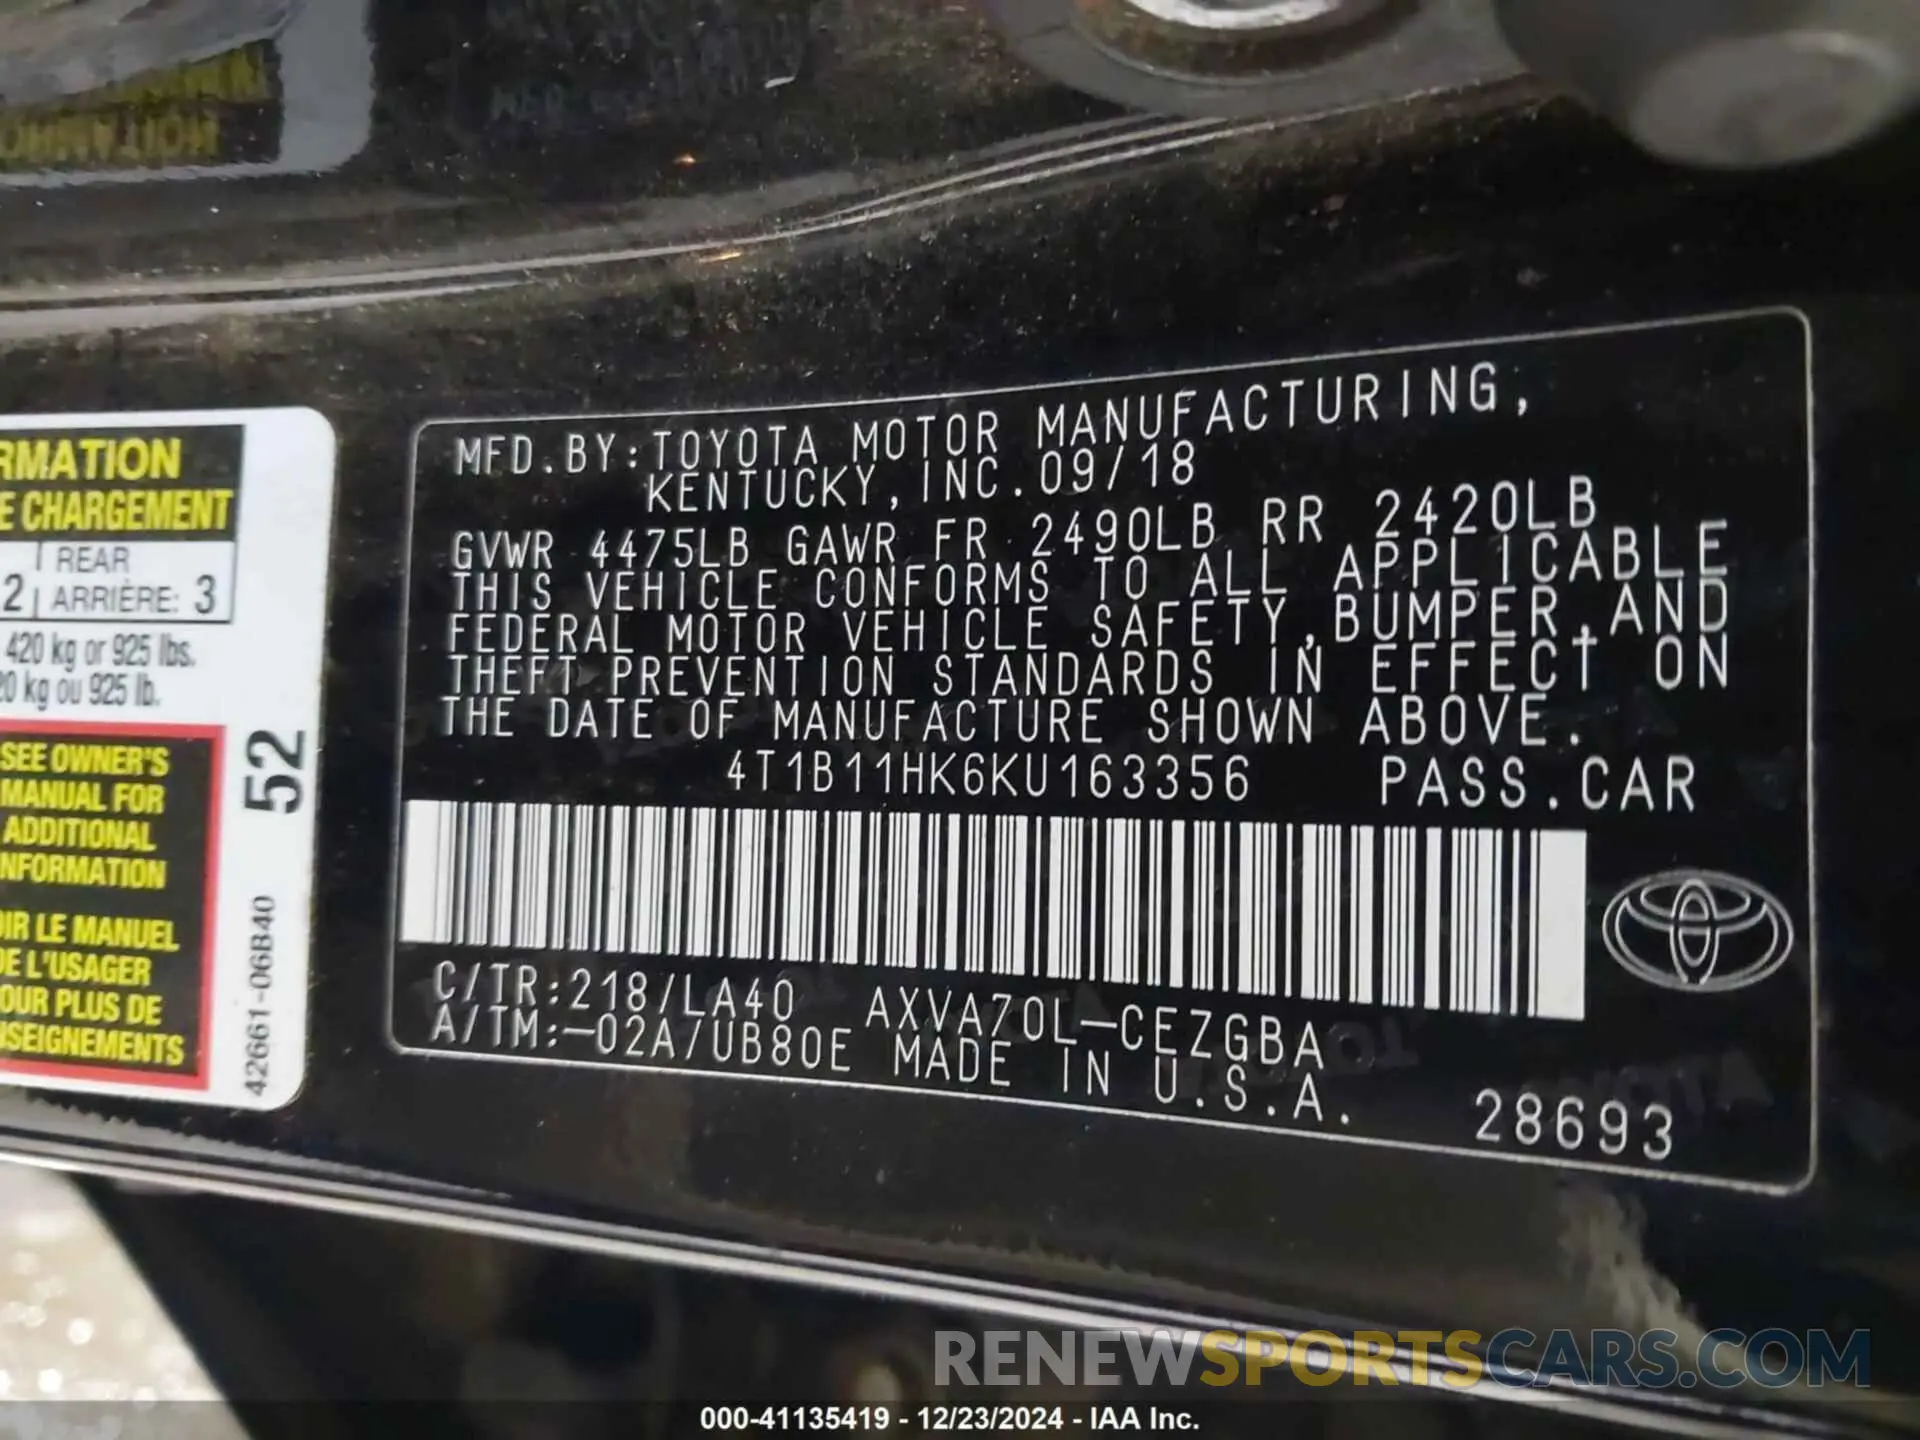 RMATION
E CHARGEMENT
REAR
2 ARRIÈRE: 3
420 kg or 925 lbs.
20 kg ou 925 lb.
SEE OWNER'S
MANUAL FOR
ADDITIONAL
NFORMATION
OIR LE MANUEL
DE L'USAGER
OUR PLUS DE
NSEIGNEMENTS
52
42661-06B40
MFD.BY:TOYOTA MOTOR MANUFACTURING,
KENTUCKY,INC.09/18
GVWR 4475LB GAWR FR 2490LB RR 2420LB
THIS VEHICLE CONFORMS TO ALL APPLICABLE
FEDERAL MOTOR VEHICLE SAFETY,BUMPER,AND
THEFT PREVENTION STANDARDS IN EFFECT ON
THE DATE OF MANUFACTURE SHOWN ABOVE.
4T1B11HK6KU163356 PASS.CAR
C/TR:218/LA40 AXVA70L-CEZGBA
A/TM:-02A/UB80E MADE IN U.S.A.
28693
RENEWSPORTSCARS.COM
000-41135419 - 12/23/2024 - IAA Inc.